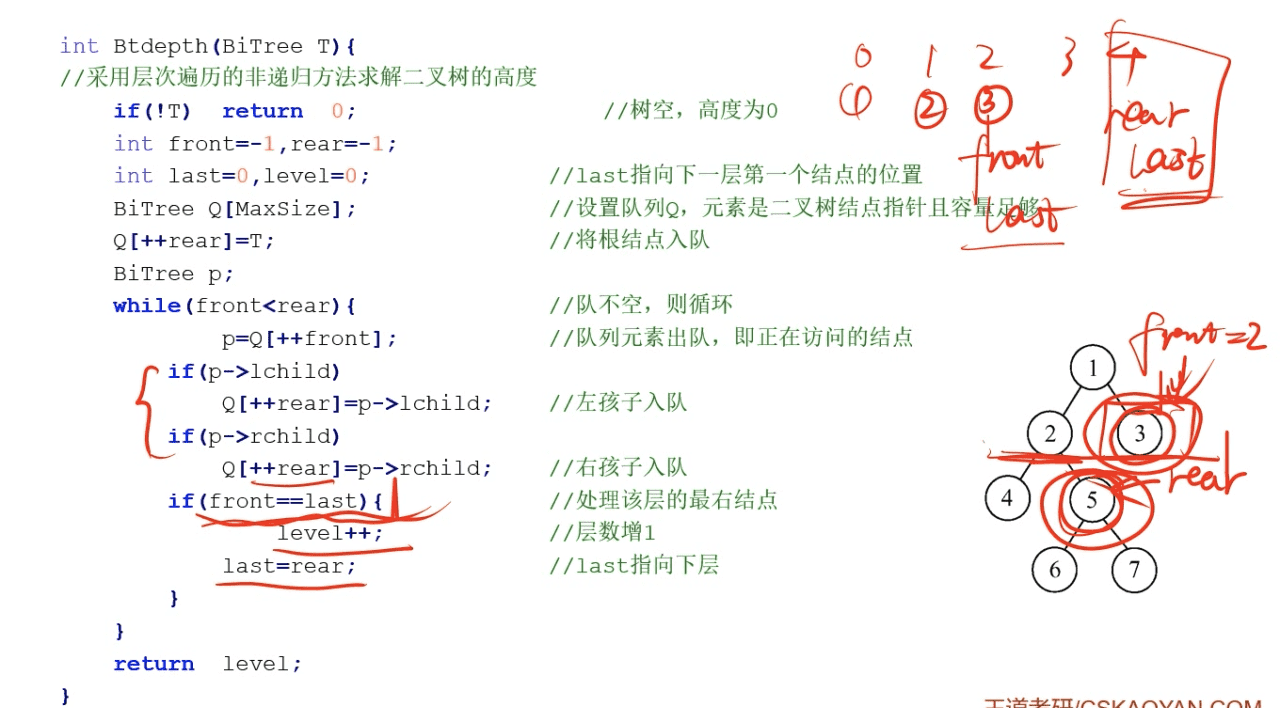 int Btdepth(BiTree T){
//采用层次遍历的非递归方法求解二叉树的高度
if(!T) return 0; //树空，高度为0
int front=-1,rear=-1;
int last=0,level=0; //last指向下一层第一个结点的位置
BiTree Q[MaxSize]; //设置队列Q，元素是二叉树结点指针且容量足够
Q[++rear]=T; //将根结点入队
BiTree p;
while(front<rear){ //队不空，则循环
p=Q[++front]; //队列元素出队，即正在访问的结点
if(p->lchild)
Q[++rear]=p->lchild; //左孩子入队
if(p->rchild)
Q[++rear]=p->rchild; //右孩子入队
if(front==last){ //处理该层的最右结点
level++; //层数增1
last=rear; //last指向下层
}
}
return level;
}
0 1 2 3 4
1 2 3 rear
front last
last
front=2
1
2 3
rear
4 5
6 7
王道考研/CSKAOYAN.COM